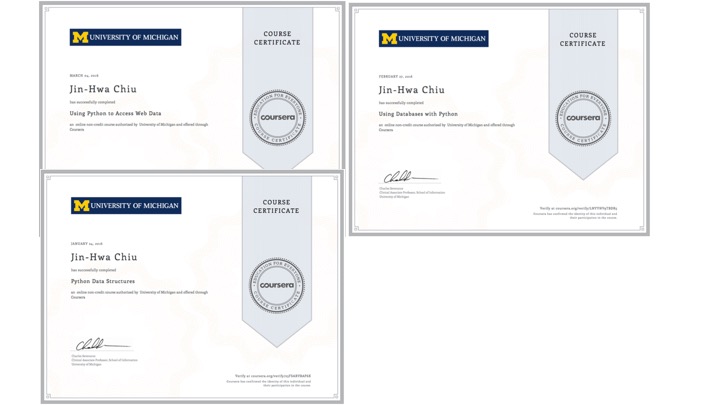 M UNIVERSITY OF MICHIGAN
COURSE
CERTIFICATE
MARCH 04, 2018
Jin-Hwa Chiu
has successfully completed
Using Python to Access Web Data
an online non-credit course authorized by University of Michigan and offered through
Coursera
EDUCATION FOR EVERYONE
coursera
COURSE CERTIFICATE
M UNIVERSITY OF MICHIGAN
COURSE
CERTIFICATE
FEBRUARY 2018
Jin-Hwa Chiu
has successfully completed
Using Databases with Python
an online non-credit course authorized by University of Michigan and offered through
Coursera
EDUCATION FOR EVERYONE
coursera
COURSE CERTIFICATE
Charles Severance
Clinical Associate Professor, School of Information
University of Michigan
Verify at coursera.org/verify/
Coursera has confirmed the identity of this individual and
their participation in the course.
M UNIVERSITY OF MICHIGAN
COURSE
CERTIFICATE
JANUARY 2018
Jin-Hwa Chiu
has successfully completed
Python Data Structures
an online non-credit course authorized by University of Michigan and offered through
Coursera
EDUCATION FOR EVERYONE
coursera
COURSE CERTIFICATE
Charles Severance
Clinical Associate Professor, School of Information
University of Michigan
Verify at coursera.org/verify/
Coursera has confirmed the identity of this individual and
their participation in the course.